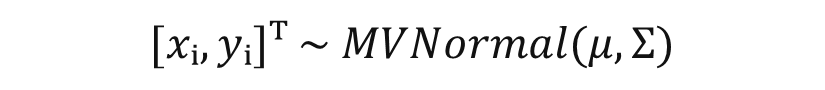 [xᵢ, yᵢ]ᵀ ~ MVNormal(μ, Σ)